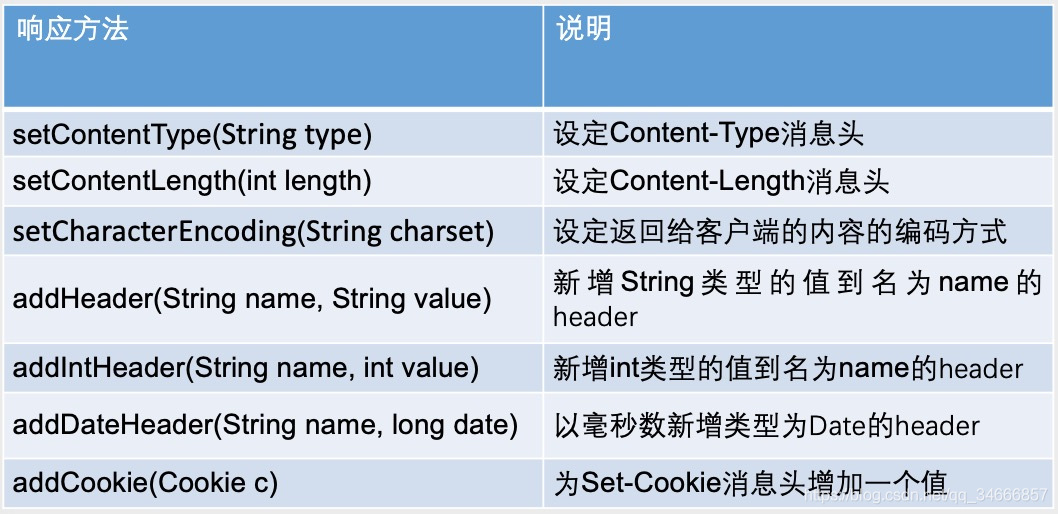 响应方法
说明
setContentType(String type)
设定Content-Type消息头
setContentLength(int length)
设定Content-Length消息头
setCharacterEncoding(String charset)
设定返回给客户端的内容的编码方式
addHeader(String name, String value)
新增String类型的值到名为name的
header
addIntHeader(String name, int value)
新增int类型的值到名为name的header
addDateHeader(String name, long date)
以毫秒数新增类型为Date的header
addCookie(Cookie c)
为Set-Cookie消息头增加一个值
https://blog.csdn.net/qq_34666857